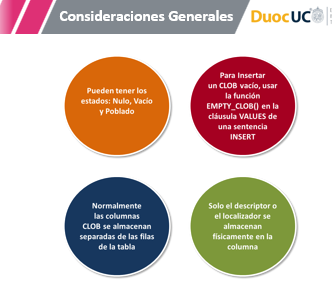 Consideraciones Generales
DuocUC
Pueden tener los
estados: Nulo, Vacío
y Poblado
Para Insertar
un CLOB vacío, usar
la función
EMPTY_CLOB() en la
cláusula VALUES de
una sentencia
INSERT
Normalmente
las columnas
CLOB se almacenan
separadas de las filas
de la tabla
Solo el descriptor o
el localizador se
almacenan
físicamente en la
columna